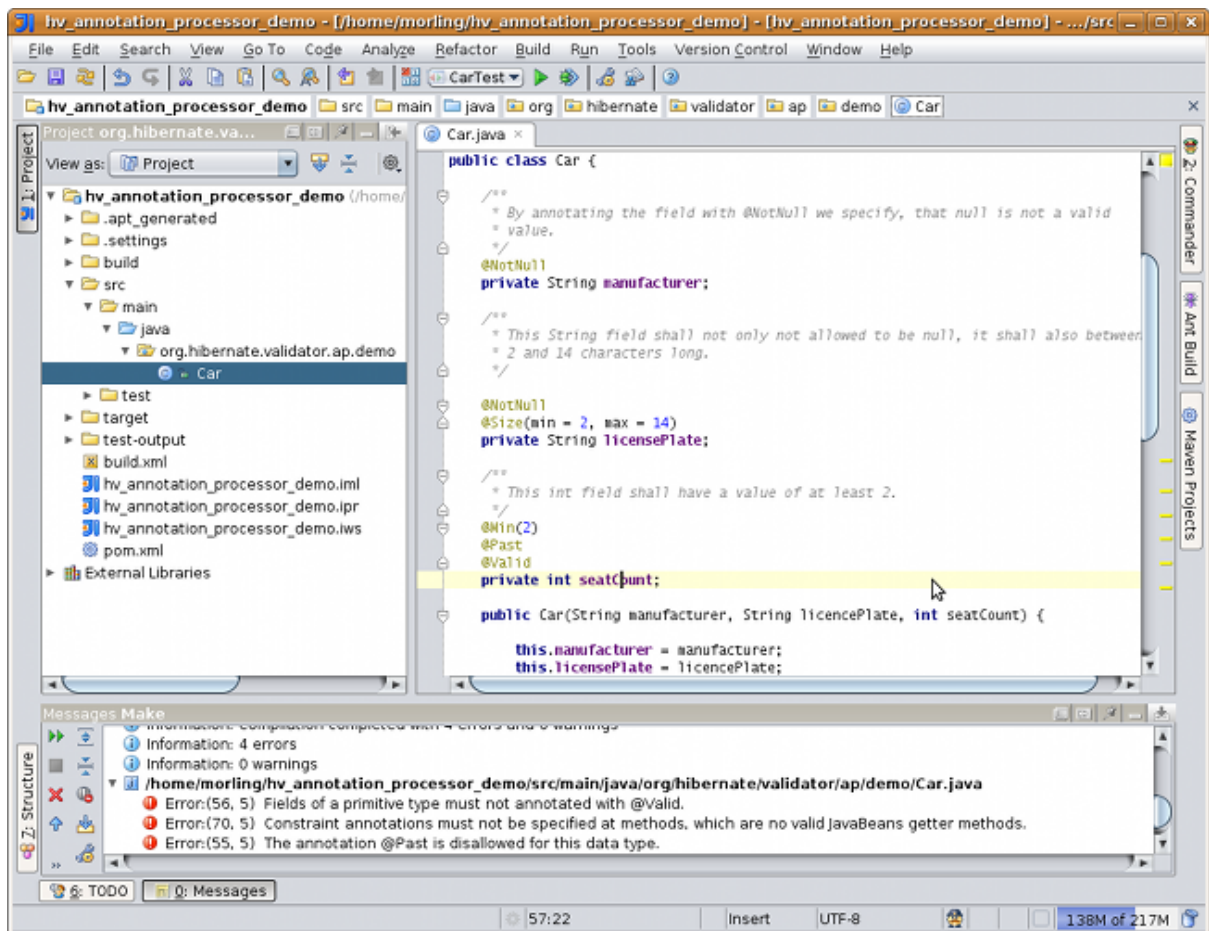 hv_annotation_processor_demo - [/home/morling/hv_annotation_processor_demo] - [hv_annotation_processor_demo] - .../src
File Edit Search View Go To Code Analyze Refactor Build Run Tools Version Control Window Help
CarTest
hv_annotation_processor_demo src main java org hibernate validator ap demo Car
1: Project
Project org.hibernate.va...
View as: Project
hv_annotation_processor_demo (/home/
.apt_generated
.settings
build
src
main
java
org.hibernate.validator.ap.demo
Car
test
target
test-output
build.xml
hv_annotation_processor_demo.iml
hv_annotation_processor_demo.ipr
hv_annotation_processor_demo.iws
pom.xml
External Libraries
Car.java
public class Car {
/**
* By annotating the field with @NotNull we specify, that null is not a valid
* value.
*/
@NotNull
private String manufacturer;
/**
* This String field shall not only not allowed to be null, it shall also between
* 2 and 14 characters long.
*/
@NotNull
@Size(min = 2, max = 14)
private String licensePlate;
/**
* This int field shall have a value of at least 2.
*/
@Min(2)
@Past
@Valid
private int seatCount;
public Car(String manufacturer, String licencePlate, int seatCount) {
this.manufacturer = manufacturer;
this.licensePlate = licencePlate;
2: Commander
Ant Build
Maven Projects
Messages Make
Information: Compilation completed with 4 errors and 0 warnings
Information: 4 errors
Information: 0 warnings
/home/morling/hv_annotation_processor_demo/src/main/java/org/hibernate/validator/ap/demo/Car.java
Error:(56, 5) Fields of a primitive type must not annotated with @Valid.
Error:(70, 5) Constraint annotations must not be specified at methods, which are no valid JavaBeans getter methods.
Error:(55, 5) The annotation @Past is disallowed for this data type.
7: Structure
6: TODO 0: Messages
57:22 Insert UTF-8 138M of 217M